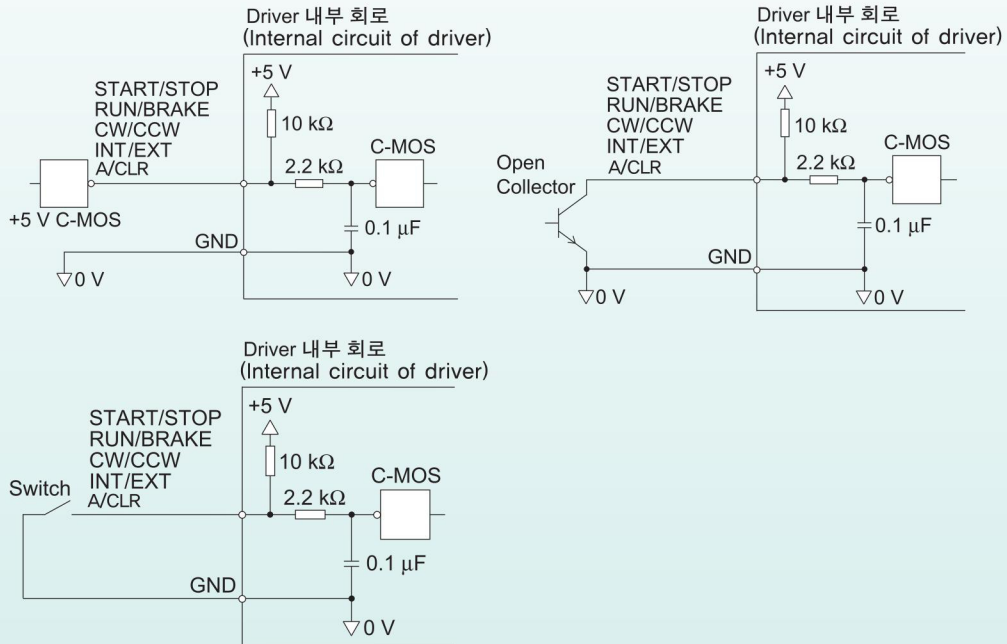 Driver 내부 회로
(Internal circuit of driver)
+5 V
START/STOP
RUN/BRAKE
CW/CCW
INT/EXT
A/CLR
10 kΩ
2.2 kΩ
C-MOS
+5 V C-MOS
0.1 μF
GND
0 V
0 V
Driver 내부 회로
(Internal circuit of driver)
+5 V
START/STOP
RUN/BRAKE
CW/CCW
INT/EXT
A/CLR
10 kΩ
2.2 kΩ
C-MOS
Open
Collector
0.1 μF
GND
0 V
0 V
Driver 내부 회로
(Internal circuit of driver)
+5 V
START/STOP
RUN/BRAKE
CW/CCW
INT/EXT
A/CLR
10 kΩ
2.2 kΩ
C-MOS
Switch
0.1 μF
GND
0 V